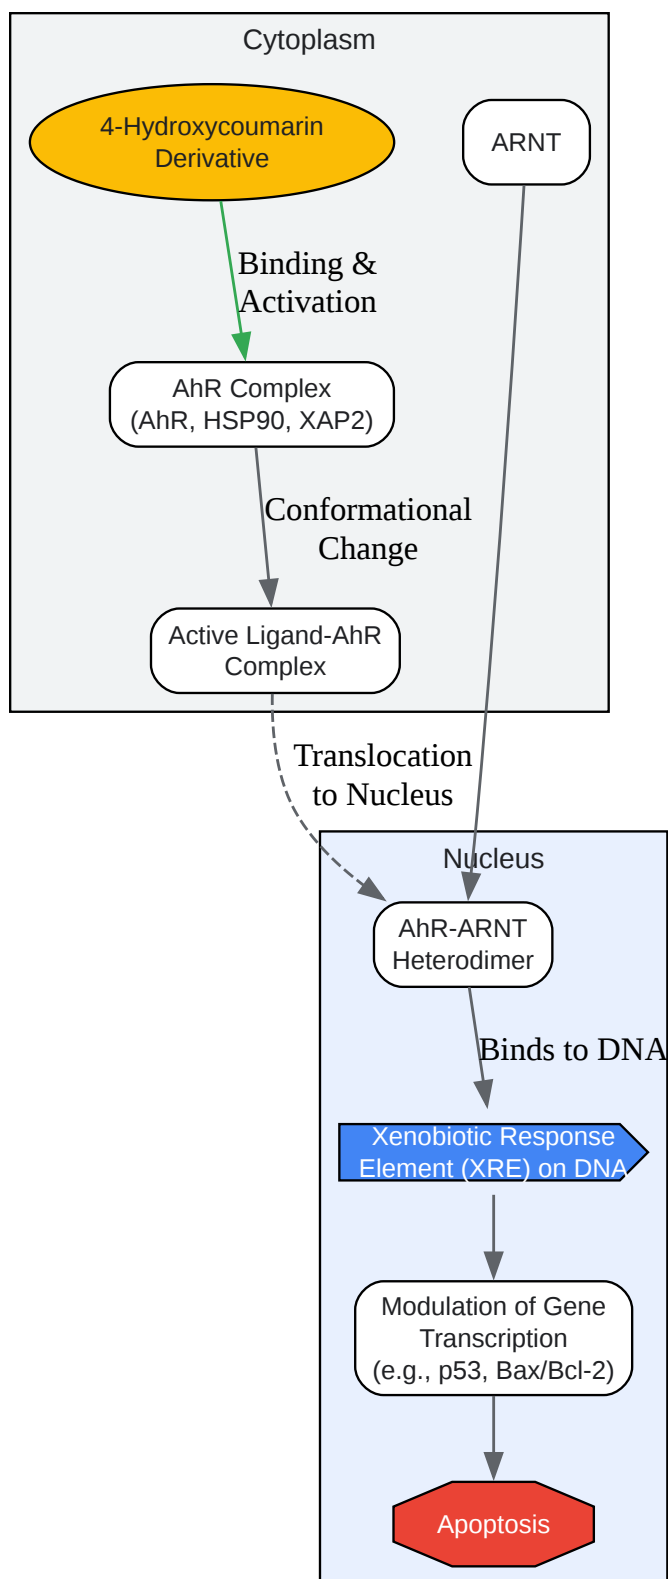 Cytoplasm
4-Hydroxycoumarin
Derivative
ARNT
Binding &
Activation
AhR Complex
(AhR, HSP90, XAP2)
Conformational
Change
Active Ligand-AhR
Complex
Translocation
to Nucleus
Nucleus
AhR-ARNT
Heterodimer
Binds to DNA
Xenobiotic Response
Element (XRE) on DNA
Modulation of Gene
Transcription
(e.g., p53, Bax/Bcl-2)
Apoptosis